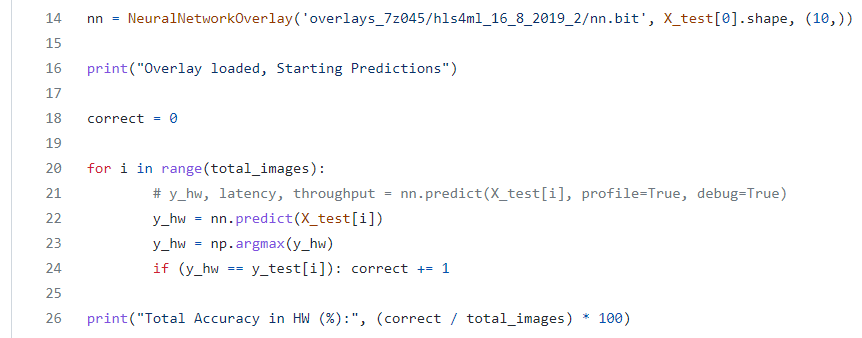 14 nn = NeuralNetworkOverlay('overlays_7z045/hls4ml_16_8_2019_2/nn.bit', X_test[0].shape, (10,))
15
16 print("Overlay loaded, Starting Predictions")
17
18 correct = 0
19
20 for i in range(total_images):
21 # y_hw, latency, throughput = nn.predict(X_test[i], profile=True, debug=True)
22 y_hw = nn.predict(X_test[i])
23 y_hw = np.argmax(y_hw)
24 if (y_hw == y_test[i]): correct += 1
25
26 print("Total Accuracy in HW (%):", (correct / total_images) * 100)